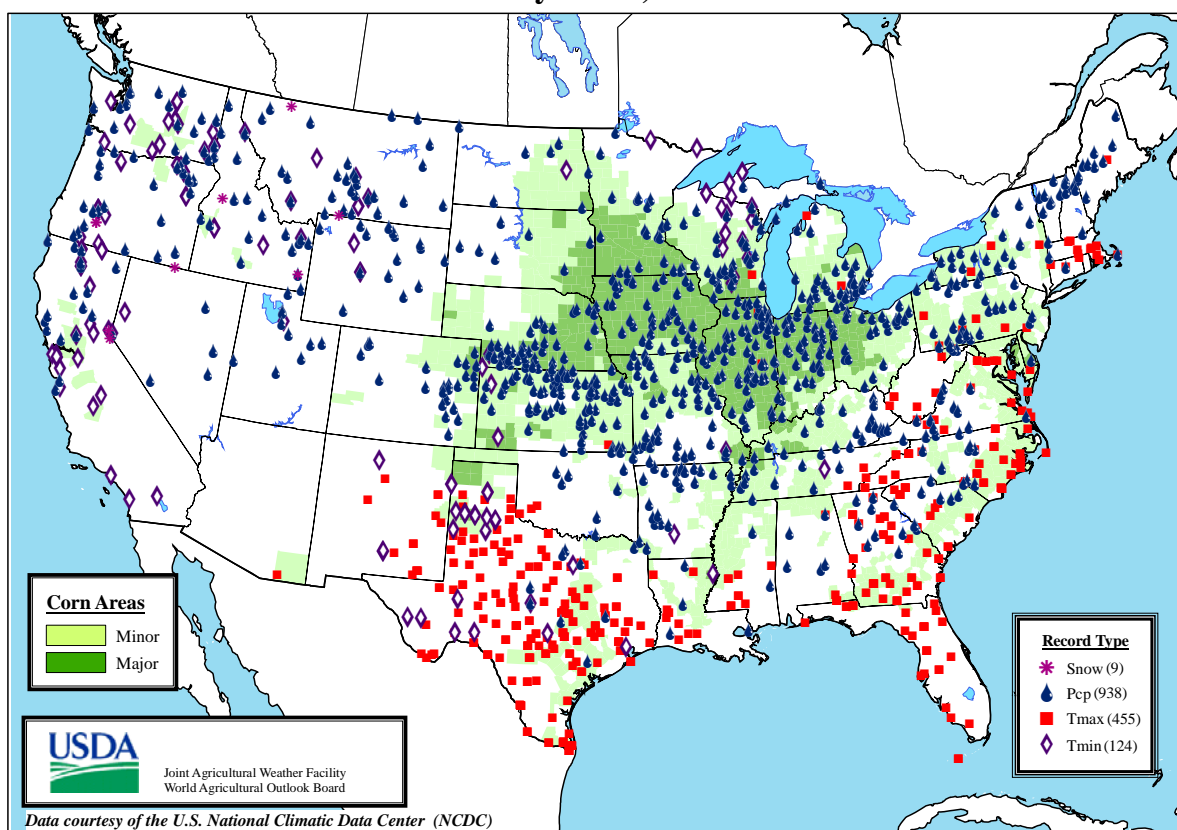 Corn Areas
Minor
Major
Record Type
Snow (9)
Pcp (938)
Tmax (455)
Tmin (124)
USDA
Joint Agricultural Weather Facility
World Agricultural Outlook Board
Data courtesy of the U.S. National Climatic Data Center (NCDC)